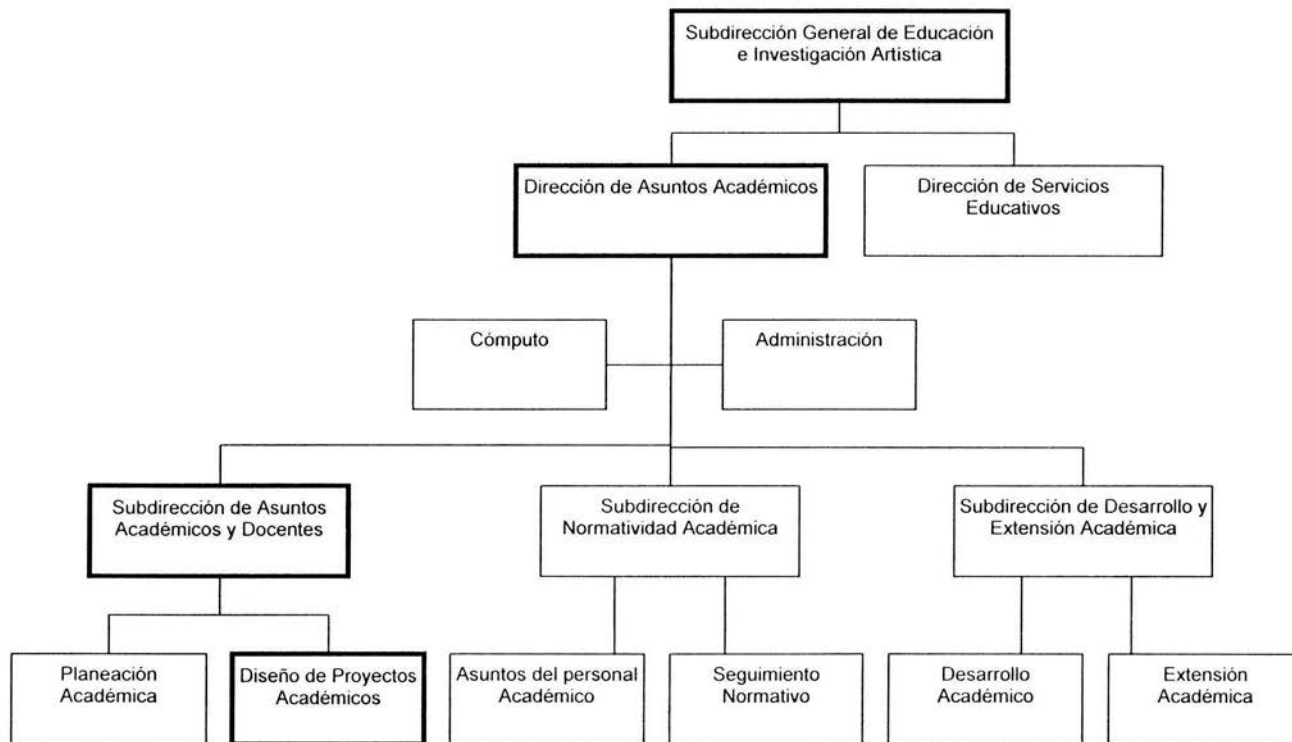 Subdirección General de Educación
e Investigación Artística
Dirección de Asuntos Académicos
Dirección de Servicios
Educativos
Cómputo
Administración
Subdirección de Asuntos
Académicos y Docentes
Subdirección de
Normatividad Académica
Subdirección de Desarrollo y
Extensión Académica
Planeación
Académica
Diseño de Proyectos
Académicos
Asuntos del personal
Académico
Seguimiento
Normativo
Desarrollo
Académico
Extensión
Académica